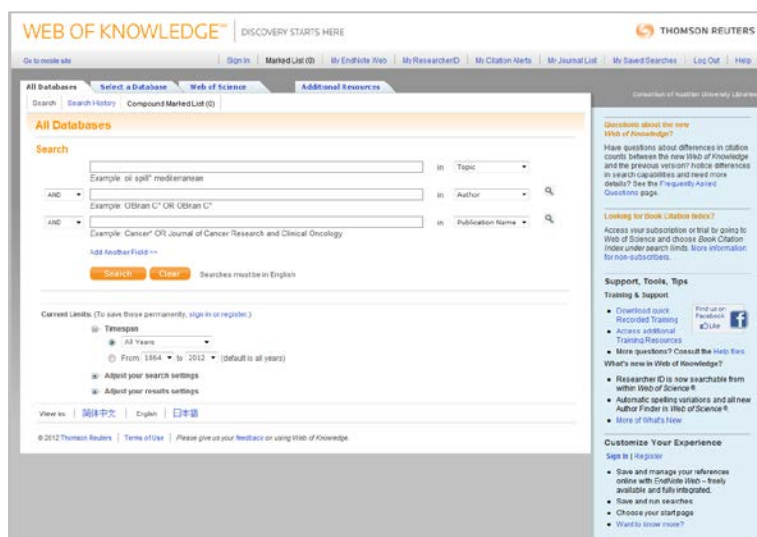 WEB OF KNOWLEDGE℠ | DISCOVERY STARTS HERE
THOMSON REUTERS
Go to mobile site
Sign In | Marked List (0) | My EndNote Web | My ResearcherID | My Citation Alerts | My Journal List | My Saved Searches | Log Out | Help
All Databases Select a Database Web of Science Additional Resources
Search Search History Compound Marked List (0)
All Databases
Search
in Topic
Example: oil spill* mediterranean
AND in Author
Example: OBrian C* OR OBrian C*
AND in Publication Name
Example: Cancer* OR Journal of Cancer Research and Clinical Oncology
Add Another Field >>
Search Clear Searches must be in English
Current Limits: (To save these permanently, sign in or register.)
Timespan
All Years
From 1864 to 2012 (default is all years)
Adjust your search settings
Adjust your results settings
View in: | 简体中文 | English | 日本語
© 2012 Thomson Reuters | Terms of Use | Please give us your feedback on using Web of Knowledge.
Consortium of Austrian University Libraries
Questions about the new
Web of Knowledge?
Have questions about differences in citation
counts between the new Web of Knowledge
and the previous version? Notice differences
in search capabilities and need more
details? See the Frequently Asked
Questions page.
Looking for Book Citation Index?
Access your subscription or trial by going to
Web of Science and choose Book Citation
Index under search limits. More information
for non-subscribers.
Support, Tools, Tips
Training & Support
• Download quick
Recorded Training
• Access additional
Training Resources
• More questions? Consult the Help files
Find us on
Facebook
Like
What's new in Web of Knowledge?
• Researcher ID is now searchable from
within Web of Science ®.
• Automatic spelling variations and all new
Author Finder in Web of Science ®.
• More of What's New
Customize Your Experience
Sign In | Register
• Save and manage your references
online with EndNote Web – freely
available and fully integrated.
• Save and run searches
• Choose your start page
• Want to know more?